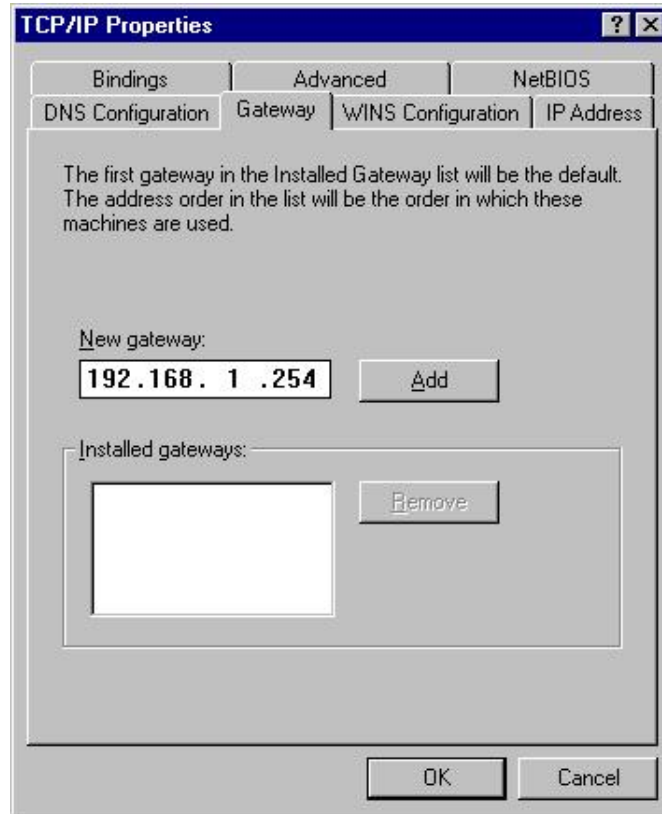 TCP/IP Properties
Bindings Advanced NetBIOS
DNS Configuration Gateway WINS Configuration IP Address
The first gateway in the Installed Gateway list will be the default.
The address order in the list will be the order in which these
machines are used.
New gateway:
192.168. 1 .254 Add
Installed gateways:
Remove
OK Cancel